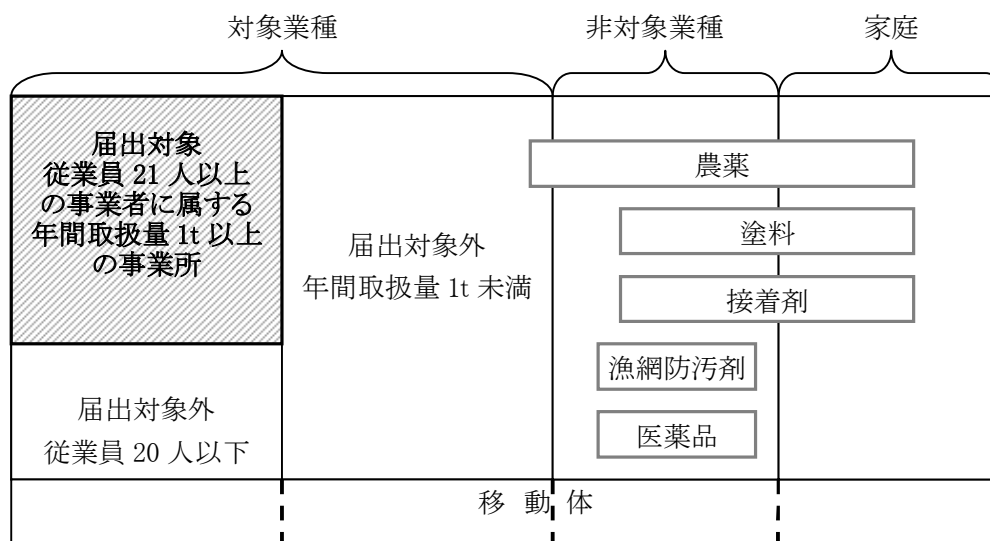 対象業種
非対象業種
家庭
届出対象
従業員 21 人以上
の事業者に属する
年間取扱量 1t 以上
の事業所
届出対象外
年間取扱量 1t 未満
農薬
塗料
接着剤
漁網防汚剤
医薬品
届出対象外
従業員 20 人以下
移 動 体